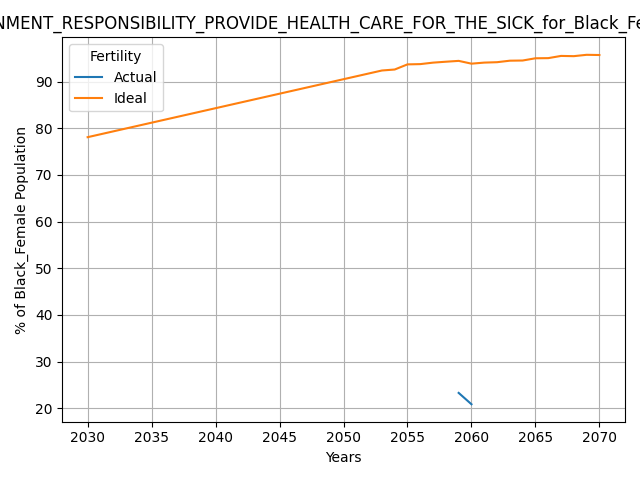 NMENT_RESPONSIBILITY_PROVIDE_HEALTH_CARE_FOR_THE_SICK_for_Black_Fe
Fertility
Actual
Ideal
% of Black_Female Population
90
80
70
60
50
40
30
20
2030 2035 2040 2045 2050 2055 2060 2065 2070
Years